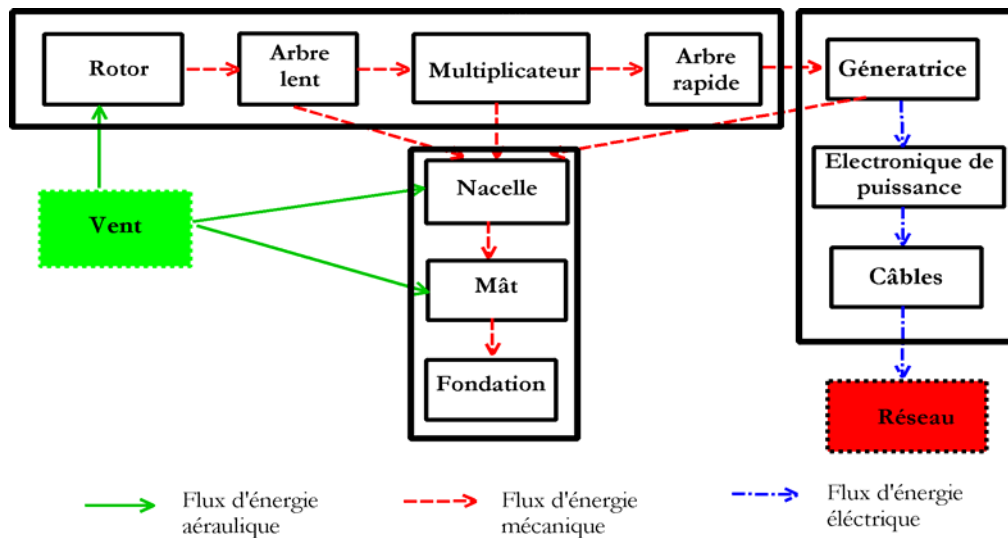 Rotor
Arbre
lent
Multiplicateur
Arbre
rapide
Géneratrice
Vent
Nacelle
Mât
Fondation
Electronique de
puissance
Câbles
Réseau
Flux d'énergie
aéraulique
Flux d'énergie
mécanique
Flux d'énergie
éléctrique